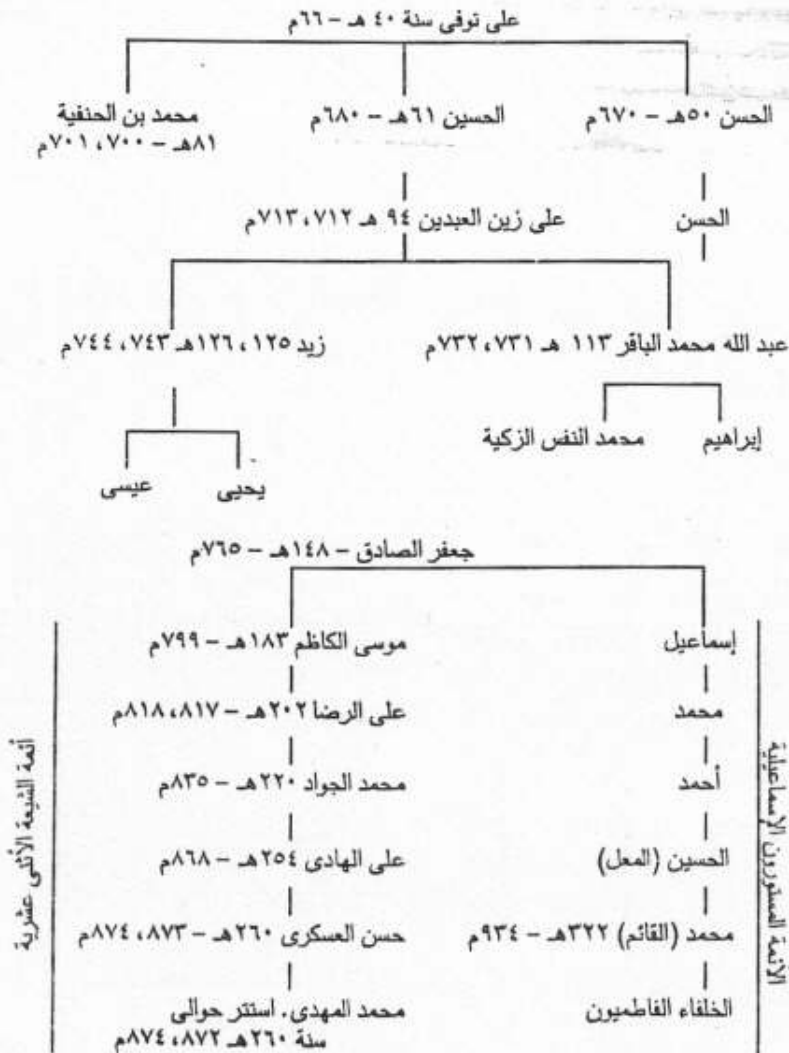 على توفى سنة ٤٠ هـ - ٦٦م
الحسن ٥٠هـ - ٦٧٠م
الحسين ٦١هـ - ٦٨٠م
محمد بن الحنفية
٨١هـ - ٧٠٠، ٧٠١م
الحسن
على زين العبدين ٩٤ هـ ٧١٢، ٧١٣م
عبد الله محمد الباقر ١١٣ هـ ٧٣١، ٧٣٢م
زيد ١٢٥، ١٢٦هـ ٧٤٣، ٧٤٤م
إبراهيم
محمد النفس الزكية
يحيى
عيسى
جعفر الصادق - ١٤٨هـ - ٧٦٥م
الائمة المستورون الإسماعيلية
إسماعيل
موسى الكاظم ١٨٣هـ - ٧٩٩م
محمد
على الرضا ٢٠٢هـ - ٨١٧، ٨١٨م
أحمد
محمد الجواد ٢٢٠هـ - ٨٣٥م
الحسين (المعل)
على الهادى ٢٥٤هـ - ٨٦٨م
محمد (القائم) ٣٢٢هـ - ٩٣٤م
حسن العسكرى ٢٦٠هـ - ٨٧٣، ٨٧٤م
الخلفاء الفاطميون
محمد المهدى. استتر حوالى
سنة ٢٦٠هـ ٨٧٢، ٨٧٤م
أئمة الشيعة الأثنى عشرية